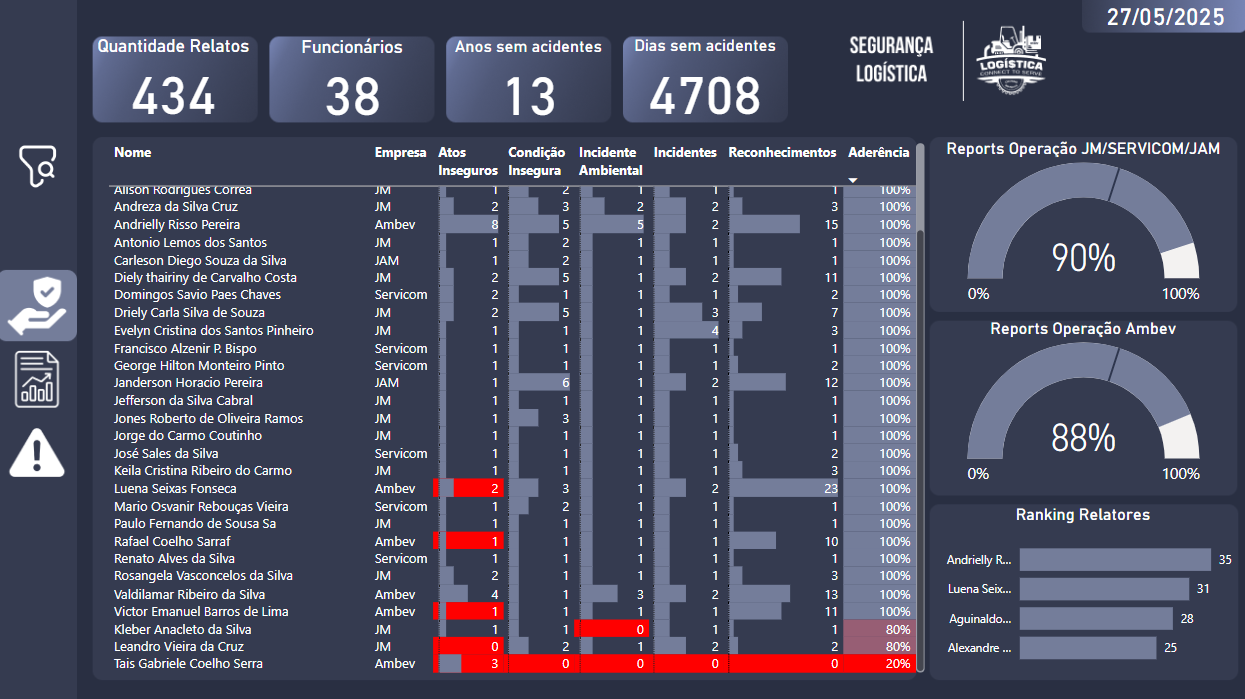 27/05/2025
Quantidade Relatos
434
Funcionários
38
Anos sem acidentes
13
Dias sem acidentes
4708
SEGURANÇA
LOGÍSTICA
LOGÍSTICA
CONNECT TO SERVE
Nome Empresa Atos Inseguros Condição Insegura Incidente Ambiental Incidentes Reconhecimentos Aderência
Alison Rodrigues Correa JM 1 2 1 1 1 100%
Andreza da Silva Cruz JM 2 3 2 2 3 100%
Andrielly Risso Pereira Ambev 8 5 5 2 15 100%
Antonio Lemos dos Santos JM 1 2 1 1 1 100%
Carleson Diego Souza da Silva JAM 1 2 1 1 1 100%
Diely thairiny de Carvalho Costa JM 2 5 1 2 11 100%
Domingos Savio Paes Chaves Servicom 2 1 1 1 2 100%
Driely Carla Silva de Souza JM 2 5 1 3 7 100%
Evelyn Cristina dos Santos Pinheiro JM 1 1 1 4 3 100%
Francisco Alzenir P. Bispo Servicom 1 1 1 1 1 100%
George Hilton Monteiro Pinto Servicom 1 1 1 1 2 100%
Janderson Horacio Pereira JAM 1 6 1 2 12 100%
Jefferson da Silva Cabral JM 1 1 1 1 1 100%
Jones Roberto de Oliveira Ramos JM 1 3 1 1 1 100%
Jorge do Carmo Coutinho JM 1 1 1 1 1 100%
José Sales da Silva Servicom 1 1 1 1 2 100%
Keila Cristina Ribeiro do Carmo JM 1 1 1 1 3 100%
Luena Seixas Fonseca Ambev 2 3 1 2 23 100%
Mario Osvanir Rebouças Vieira Servicom 1 2 1 1 1 100%
Paulo Fernando de Sousa Sa JM 1 1 1 1 1 100%
Rafael Coelho Sarraf Ambev 1 1 1 1 10 100%
Renato Alves da Silva Servicom 1 1 1 1 1 100%
Rosangela Vasconcelos da Silva JM 2 1 1 1 3 100%
Valdilamar Ribeiro da Silva Ambev 4 1 3 2 13 100%
Victor Emanuel Barros de Lima Ambev 1 1 1 1 11 100%
Kleber Anacleto da Silva JM 1 1 0 1 1 80%
Leandro Vieira da Cruz JM 0 2 1 2 2 80%
Tais Gabriele Coelho Serra Ambev 3 0 0 0 0 20%
Reports Operação JM/SERVICOM/JAM
90%
0% 100%
Reports Operação Ambev
88%
0% 100%
Ranking Relatores
Andrielly R... 35
Luena Seix... 31
Aguinaldo... 28
Alexandre ... 25